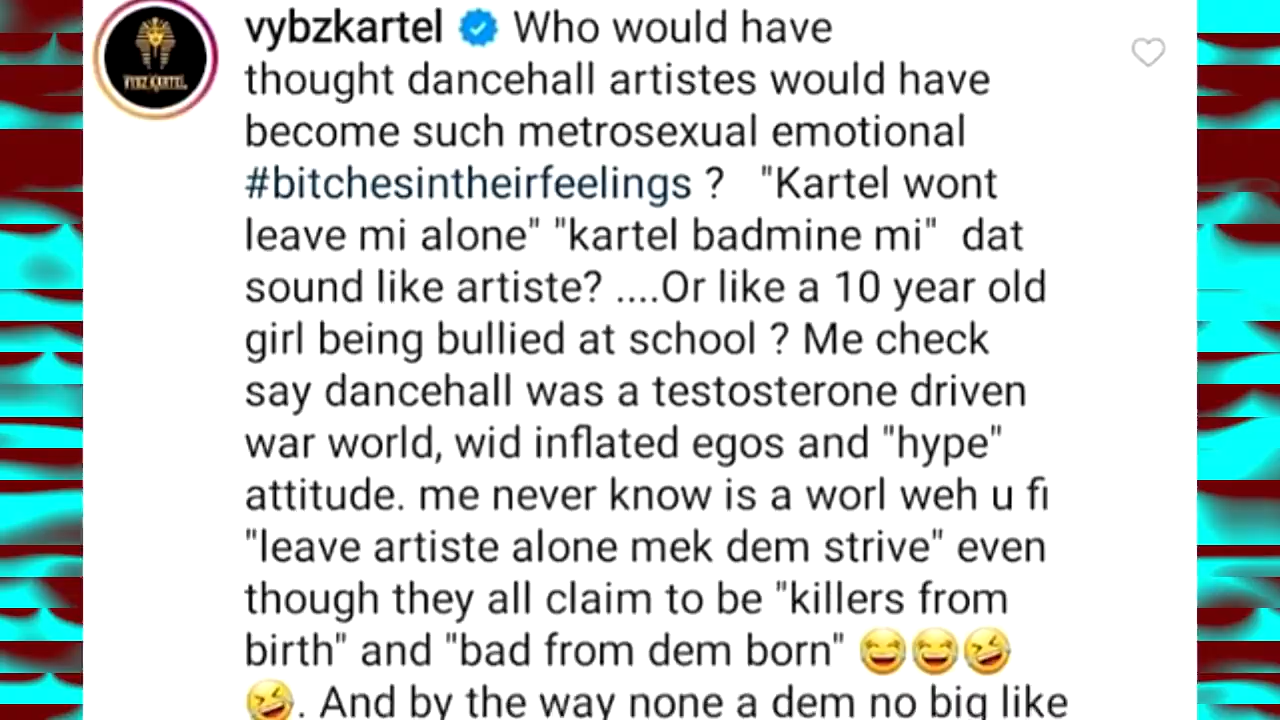 vybzkartel Who would have
thought dancehall artistes would have
become such metrosexual emotional
#bitchesintheirfeelings ? "Kartel wont
leave mi alone" "kartel badmine mi" dat
sound like artiste? ....Or like a 10 year old
girl being bullied at school ? Me check
say dancehall was a testosterone driven
war world, wid inflated egos and "hype"
attitude. me never know is a worl weh u fi
"leave artiste alone mek dem strive" even
though they all claim to be "killers from
birth" and "bad from dem born" 😂😂🤣
😆. And by the way none a dem no big like
VYBZ KARTEL